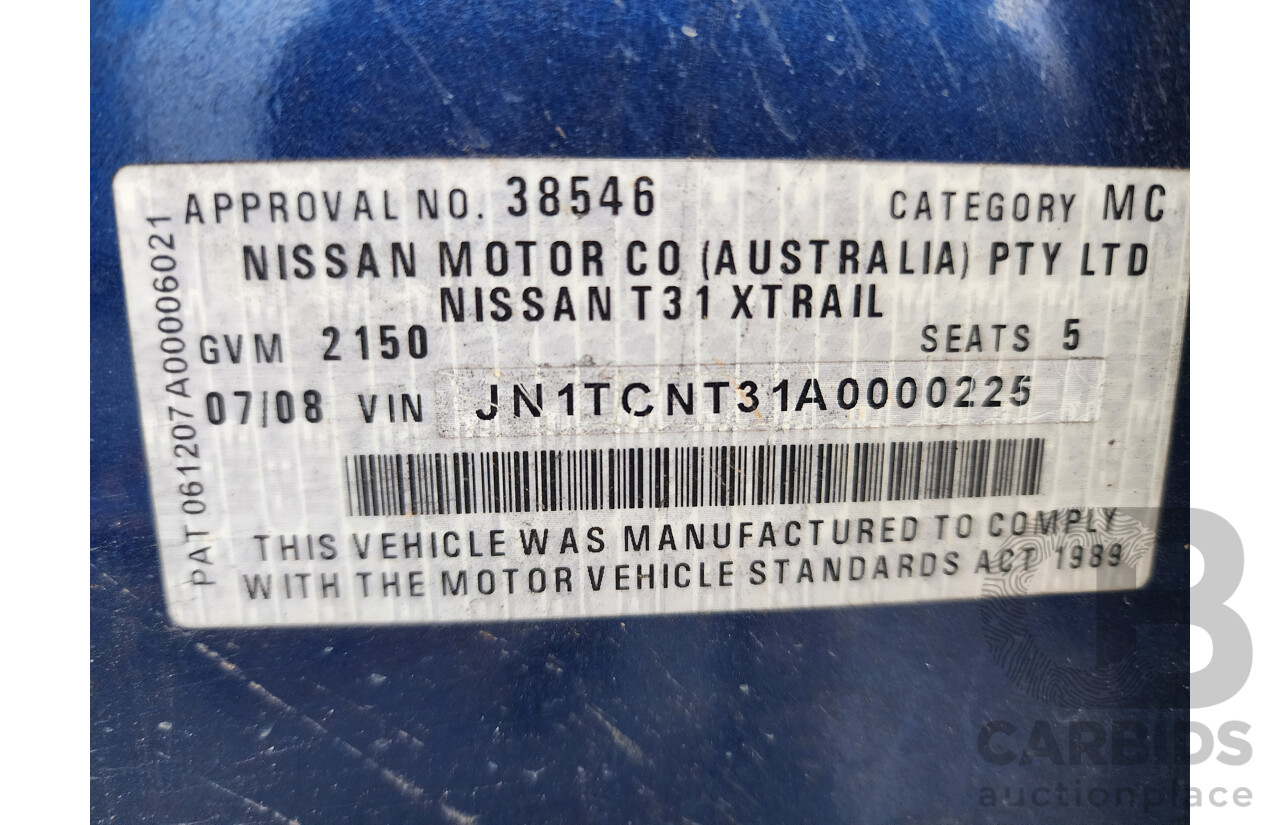 APPROVAL NO. 38546 CATEGORY MC
NISSAN MOTOR CO (AUSTRALIA) PTY LTD
NISSAN T31 XTRAIL
GVM 2150 SEATS 5
07/08 VIN JN1TCNT31A0000225
THIS VEHICLE WAS MANUFACTURED TO COMPLY
WITH THE MOTOR VEHICLE STANDARDS ACT 1989
PAT 061207A00006021
CB
CARBIDS
auctionplace